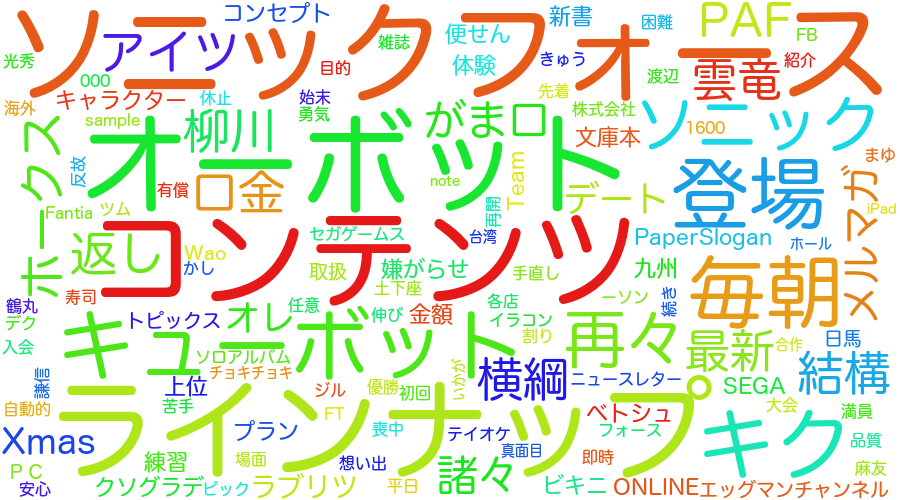 ソニックフォース
コンセプト
アイツ
雑誌
便せん
新書
困難
PAF
FB
光秀
000
目的
体験
きゅう
渡辺
雲竜
紹介
海外
キャラクター
休止
始末
勇気
先着
株式会社
sample
柳川
がま口
文庫本
1600
ソニック
ホークス
オーボット
反故
有償
口金
note
Team
再開
デート
登場
まゆ
メルマガ
iPad
Fantia
ツム
セガゲームス
台湾
PaperSlogan
ホール
返し
Wao
かし
コンテンツ
取扱
嫌がらせ
手直し
九州
毎朝
鶴丸
寿司
土下座
ーソン
続き
デク
トピックス
オレ
任意
伸び
金額
各店
イラコン
割り
再々
最新
日馬
合作
入会
キューボット
ソロアルバム
チョキチョキ
いかが
結構
謙信
上位
ジル
優勝
初回
横綱
ニュースレター
SEGA
自動的
苦手
FT
ベトシュ
大会
満員
Xmas
ラインナップ
プラン
喪中
テイオケ
真面目
フォース
キク
品質
PC
練習
場面
想い出
諸々
即時
麻友
安心
クソグラデ
ピック
ラブリツ
平日
ビキニ
ONLINE
エッグマンチャンネル